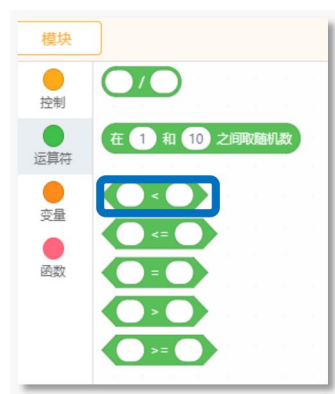 模块
控制
运算符
变量
函数
/
在 1 和 10 之间取随机数
<
<=
=
>
>=